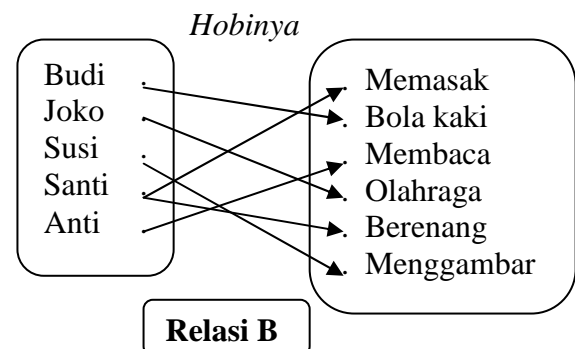 Hobinya
Budi
Joko
Susi
Santi
Anti
. Memasak
. Bola kaki
. Membaca
. Olahraga
. Berenang
. Menggambar
Relasi B